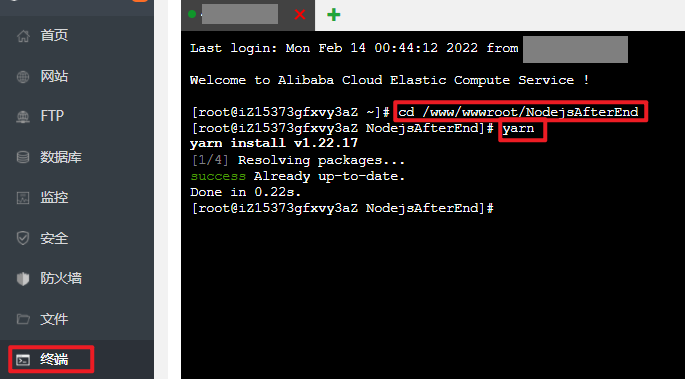 首页
网站
FTP
数据库
监控
安全
防火墙
文件
终端
Last login: Mon Feb 14 00:44:12 2022 from
Welcome to Alibaba Cloud Elastic Compute Service !
[root@iZ15373gfxvy3aZ ~]# cd /www/wwwroot/NodejsAfterEnd
[root@iZ15373gfxvy3aZ NodejsAfterEnd]# yarn
yarn install v1.22.17
[1/4] Resolving packages...
success Already up-to-date.
Done in 0.22s.
[root@iZ15373gfxvy3aZ NodejsAfterEnd]#